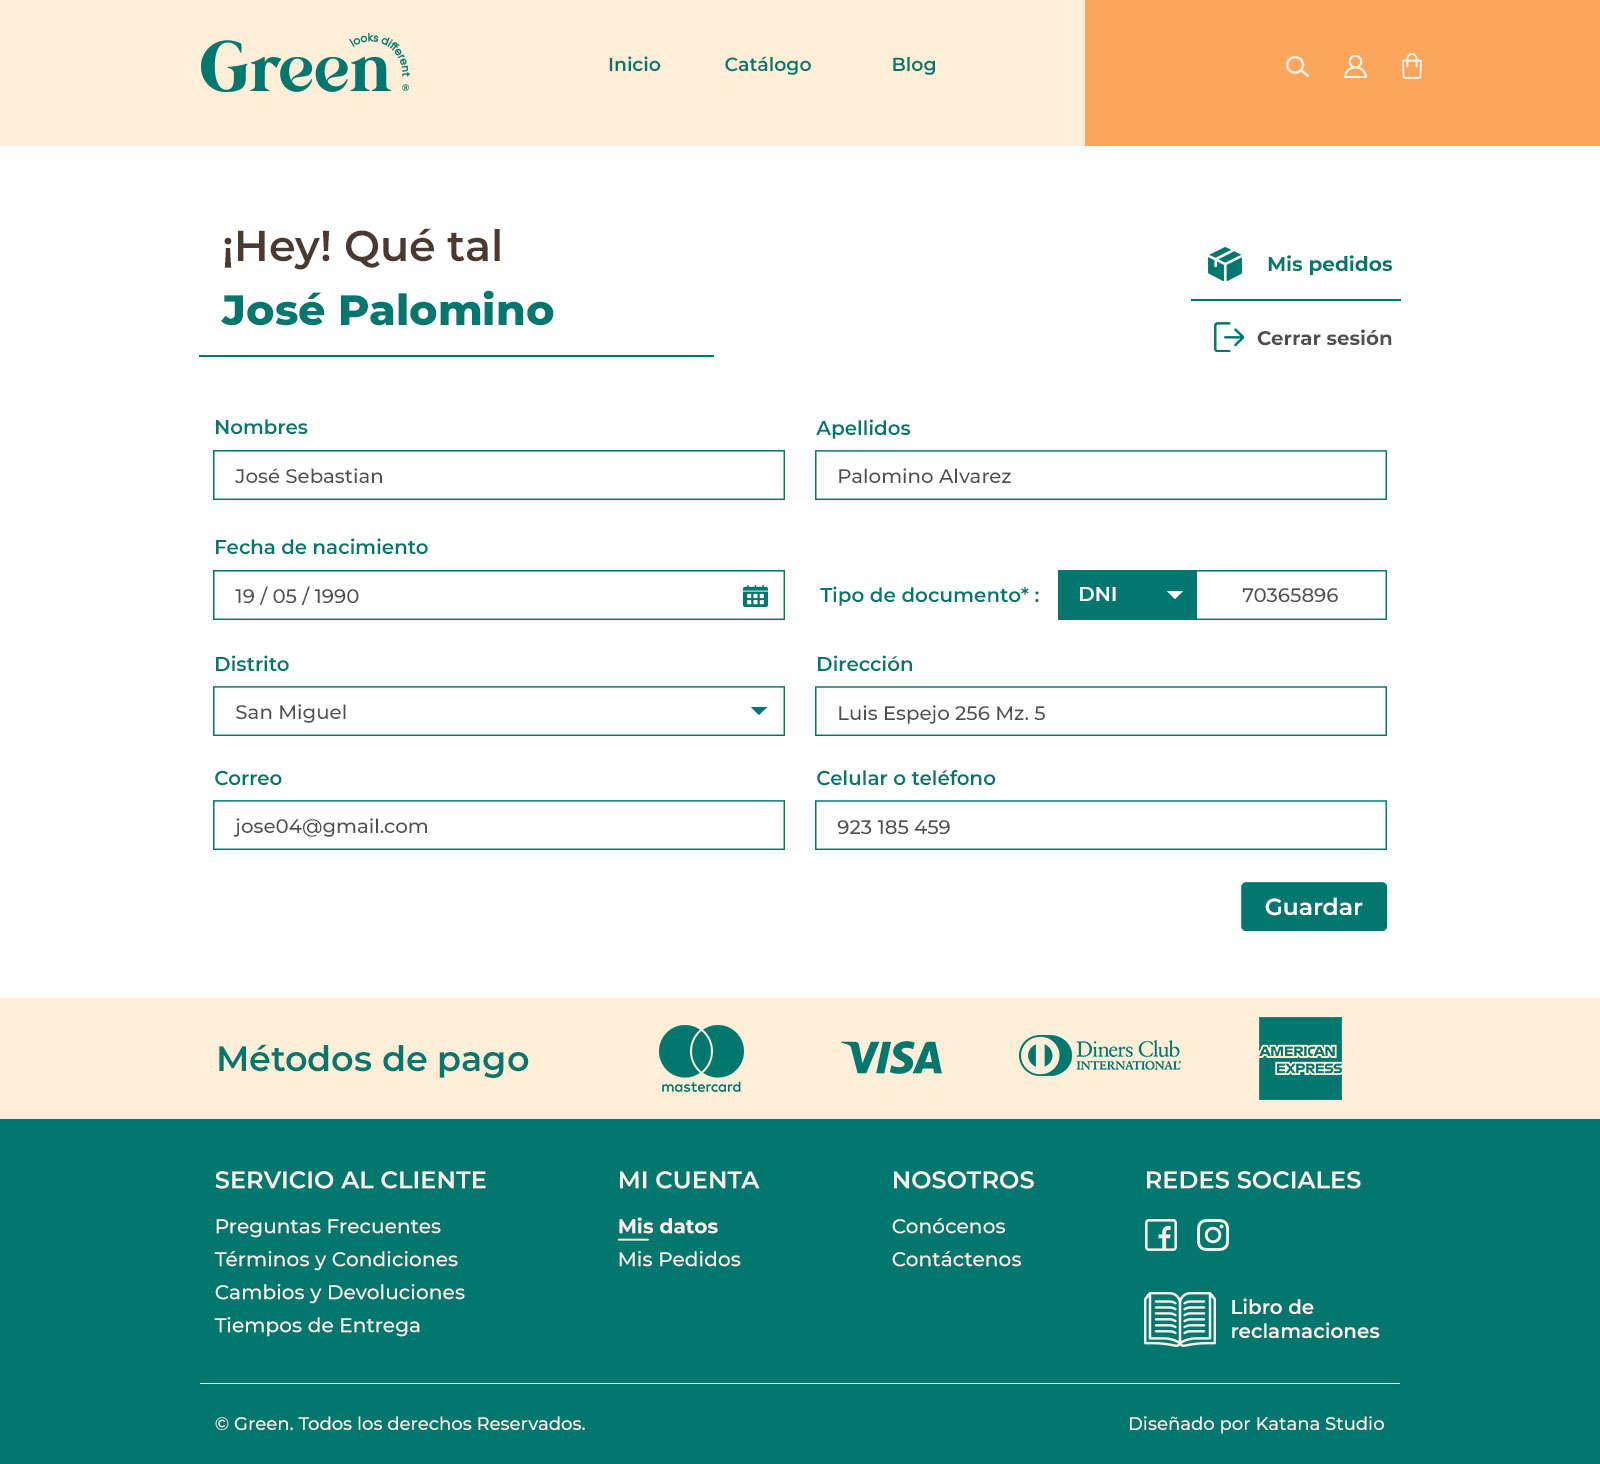 Green
looks different ®
Inicio
Catálogo
Blog
¡Hey! Qué tal
José Palomino
Mis pedidos
Cerrar sesión
Nombres
Apellidos
José Sebastian
Palomino Alvarez
Fecha de nacimiento
19 / 05 / 1990
Tipo de documento* :
DNI
70365896
Distrito
Dirección
San Miguel
Luis Espejo 256 Mz. 5
Correo
Celular o teléfono
jose04@gmail.com
923 185 459
Guardar
Métodos de pago
mastercard
VISA
Diners Club
INTERNATIONAL
AMERICAN
EXPRESS
SERVICIO AL CLIENTE
Preguntas Frecuentes
Términos y Condiciones
Cambios y Devoluciones
Tiempos de Entrega
MI CUENTA
Mis datos
Mis Pedidos
NOSOTROS
Conócenos
Contáctenos
REDES SOCIALES
Libro de
reclamaciones
© Green. Todos los derechos Reservados.
Diseñado por Katana Studio